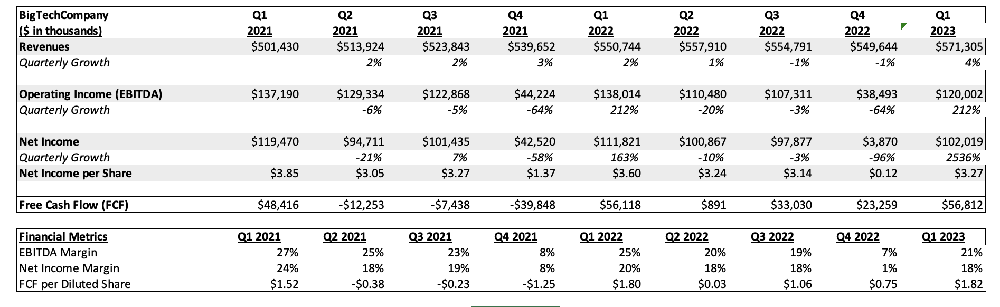 BigTechCompany Q1 Q2 Q3 Q4 Q1 Q2 Q3 Q4 Q1
($ in thousands) 2021 2021 2021 2021 2022 2022 2022 2022 2023
Revenues $501,430 $513,924 $523,843 $539,652 $550,744 $557,910 $554,791 $549,644 $571,305
Quarterly Growth 2% 2% 3% 2% 1% -1% -1% 4%
Operating Income (EBITDA) $137,190 $129,334 $122,868 $44,224 $138,014 $110,480 $107,311 $38,493 $120,002
Quarterly Growth -6% -5% -64% 212% -20% -3% -64% 212%
Net Income $119,470 $94,711 $101,435 $42,520 $111,821 $100,867 $97,877 $3,870 $102,019
Quarterly Growth -21% 7% -58% 163% -10% -3% -96% 2536%
Net Income per Share $3.85 $3.05 $3.27 $1.37 $3.60 $3.24 $3.14 $0.12 $3.27
Free Cash Flow (FCF) $48,416 -$12,253 -$7,438 -$39,848 $56,118 $891 $33,030 $23,259 $56,812
Financial Metrics Q1 2021 Q2 2021 Q3 2021 Q4 2021 Q1 2022 Q2 2022 Q3 2022 Q4 2022 Q1 2023
EBITDA Margin 27% 25% 23% 8% 25% 20% 19% 7% 21%
Net Income Margin 24% 18% 19% 8% 20% 18% 18% 1% 18%
FCF per Diluted Share $1.52 -$0.38 -$0.23 -$1.25 $1.80 $0.03 $1.06 $0.75 $1.82